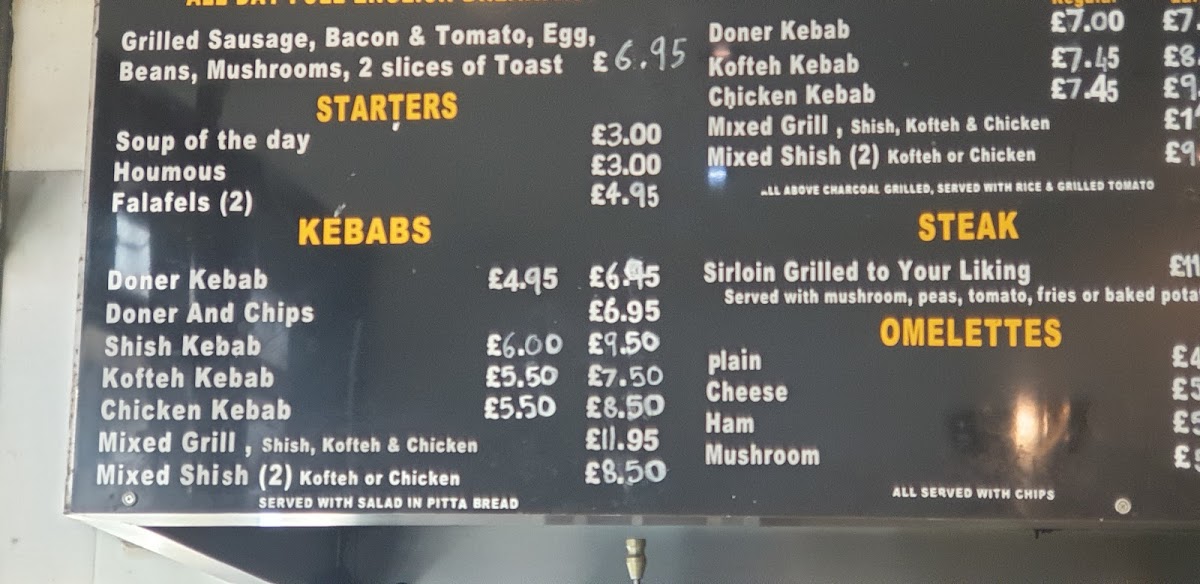 Grilled Sausage, Bacon & Tomato, Egg,
Beans, Mushrooms, 2 slices of Toast £6.95
STARTERS
Soup of the day £3.00
Houmous £3.00
Falafels (2) £4.95
KEBABS
Doner Kebab £4.95 £6.95
Doner And Chips £6.95
Shish Kebab £6.00 £9.50
Kofteh Kebab £5.50 £7.50
Chicken Kebab £5.50 £8.50
Mixed Grill , Shish, Kofteh & Chicken £11.95
Mixed Shish (2) Kofteh or Chicken £8.50
SERVED WITH SALAD IN PITTA BREAD
Doner Kebab £7.00
Kofteh Kebab £7.45
Chicken Kebab £7.45
Mixed Grill , Shish, Kofteh & Chicken
Mixed Shish (2) Kofteh or Chicken
ALL ABOVE CHARCOAL GRILLED, SERVED WITH RICE & GRILLED TOMATO
STEAK
Sirloin Grilled to Your Liking
Served with mushroom, peas, tomato, fries or baked
OMELETTES
Plain
Cheese
Ham
Mushroom
ALL SERVED WITH CHIPS